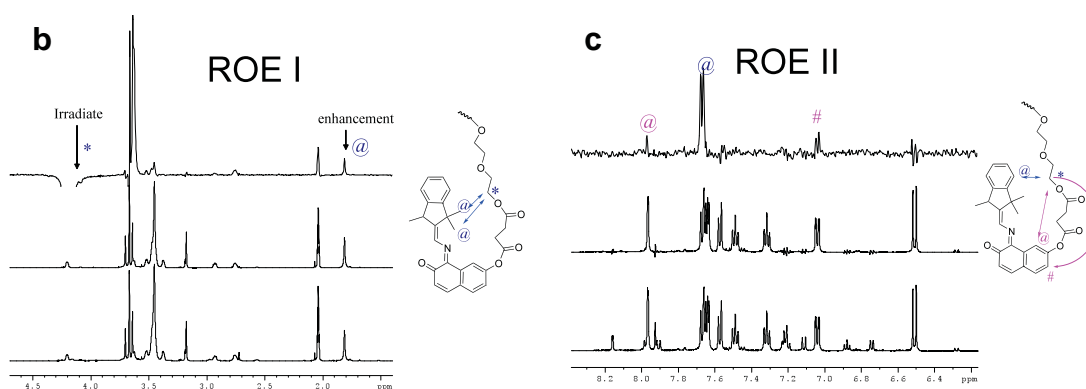 b
ROE I
Irradiate
*
enhancement
@
O
O
*
@
@
O
O
O
N
O
O
4.5 4.0 3.5 3.0 2.5 2.0 ppm
c
ROE II
@
@
#
O
O
@
*
O
O
@
O
N
O
O
#
8.2 8.0 7.8 7.6 7.4 7.2 7.0 6.8 6.6 6.4 ppm